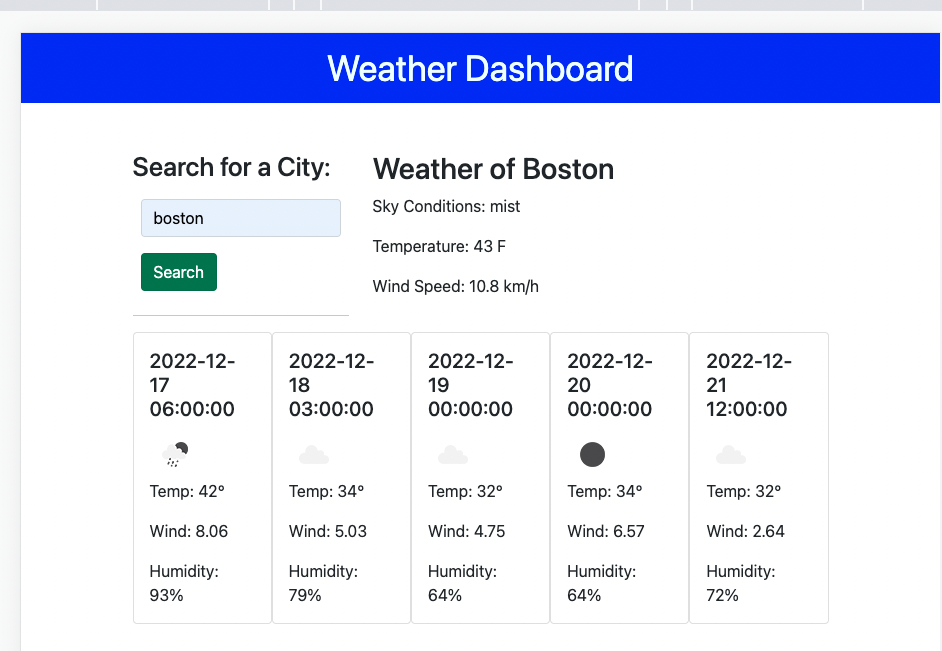 Weather Dashboard
Search for a City:
boston
Search
Weather of Boston
Sky Conditions: mist
Temperature: 43 F
Wind Speed: 10.8 km/h
2022-12-
17
06:00:00
Temp: 42°
Wind: 8.06
Humidity:
93%
2022-12-
18
03:00:00
Temp: 34°
Wind: 5.03
Humidity:
79%
2022-12-
19
00:00:00
Temp: 32°
Wind: 4.75
Humidity:
64%
2022-12-
20
00:00:00
Temp: 34°
Wind: 6.57
Humidity:
64%
2022-12-
21
12:00:00
Temp: 32°
Wind: 2.64
Humidity:
72%